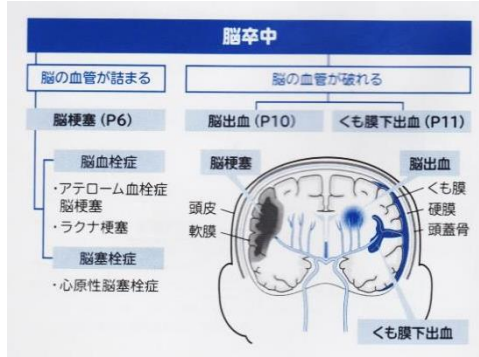 脳卒中
脳の血管が詰まる
脳の血管が破れる
脳梗塞(P6)
脳出血(P10)
くも膜下出血(P11)
脳血栓症
・アテローム血栓症
脳梗塞
・ラクナ梗塞
脳塞栓症
・心原性脳塞栓症
脳梗塞
脳出血
頭皮
軟膜
くも膜
硬膜
頭蓋骨
くも膜下出血